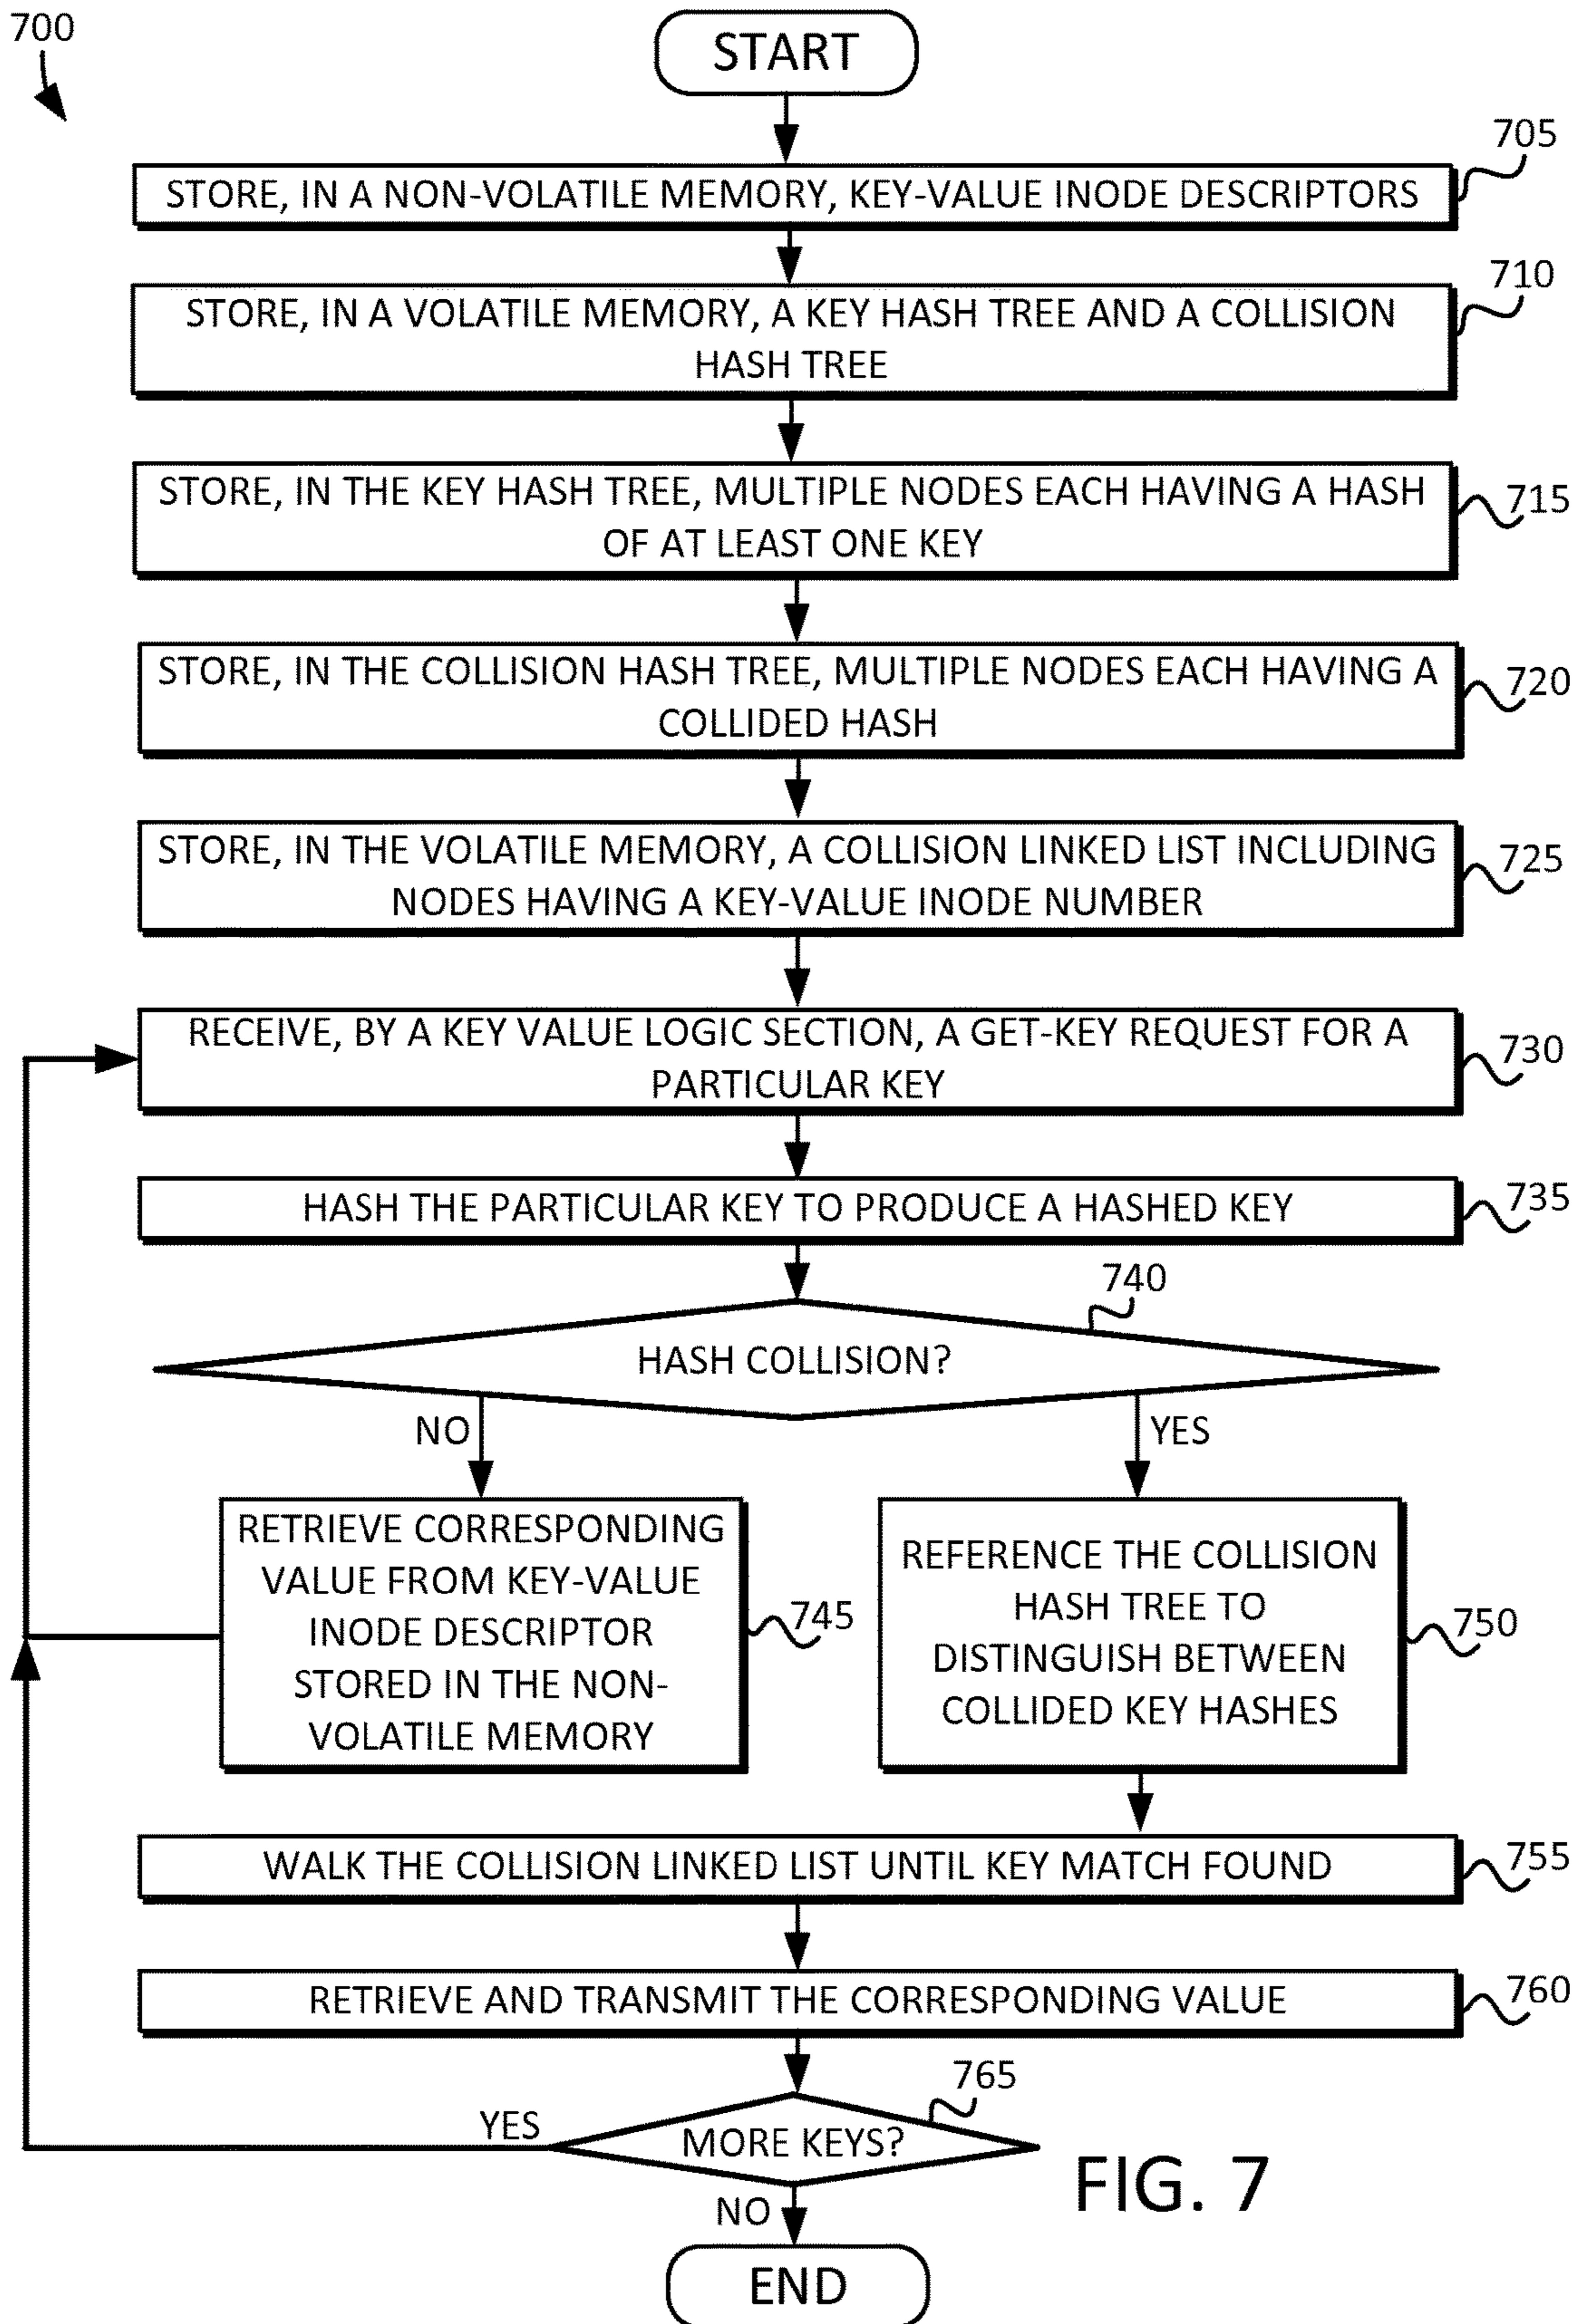 700
START
705
STORE, IN A NON-VOLATILE MEMORY, KEY-VALUE INODE DESCRIPTORS
710
STORE, IN A VOLATILE MEMORY, A KEY HASH TREE AND A COLLISION
HASH TREE
STORE, IN THE KEY HASH TREE, MULTIPLE NODES EACH HAVING A HASH
OF AT LEAST ONE KEY
715
STORE, IN THE COLLISION HASH TREE, MULTIPLE NODES EACH HAVING A
COLLIDED HASH
720
STORE, IN THE VOLATILE MEMORY, A COLLISION LINKED LIST INCLUDING
NODES HAVING A KEY-VALUE INODE NUMBER
725
RECEIVE, BY A KEY VALUE LOGIC SECTION, A GET-KEY REQUEST FOR A
PARTICULAR KEY
730
HASH THE PARTICULAR KEY TO PRODUCE A HASHED KEY
735
740
HASH COLLISION?
NO
YES
RETRIEVE CORRESPONDING
VALUE FROM KEY-VALUE
INODE DESCRIPTOR
STORED IN THE NON-
VOLATILE MEMORY
745
REFERENCE THE COLLISION
HASH TREE TO
DISTINGUISH BETWEEN
COLLIDED KEY HASHES
750
WALK THE COLLISION LINKED LIST UNTIL KEY MATCH FOUND
755
RETRIEVE AND TRANSMIT THE CORRESPONDING VALUE
760
765
YES
MORE KEYS?
NO
FIG. 7
END